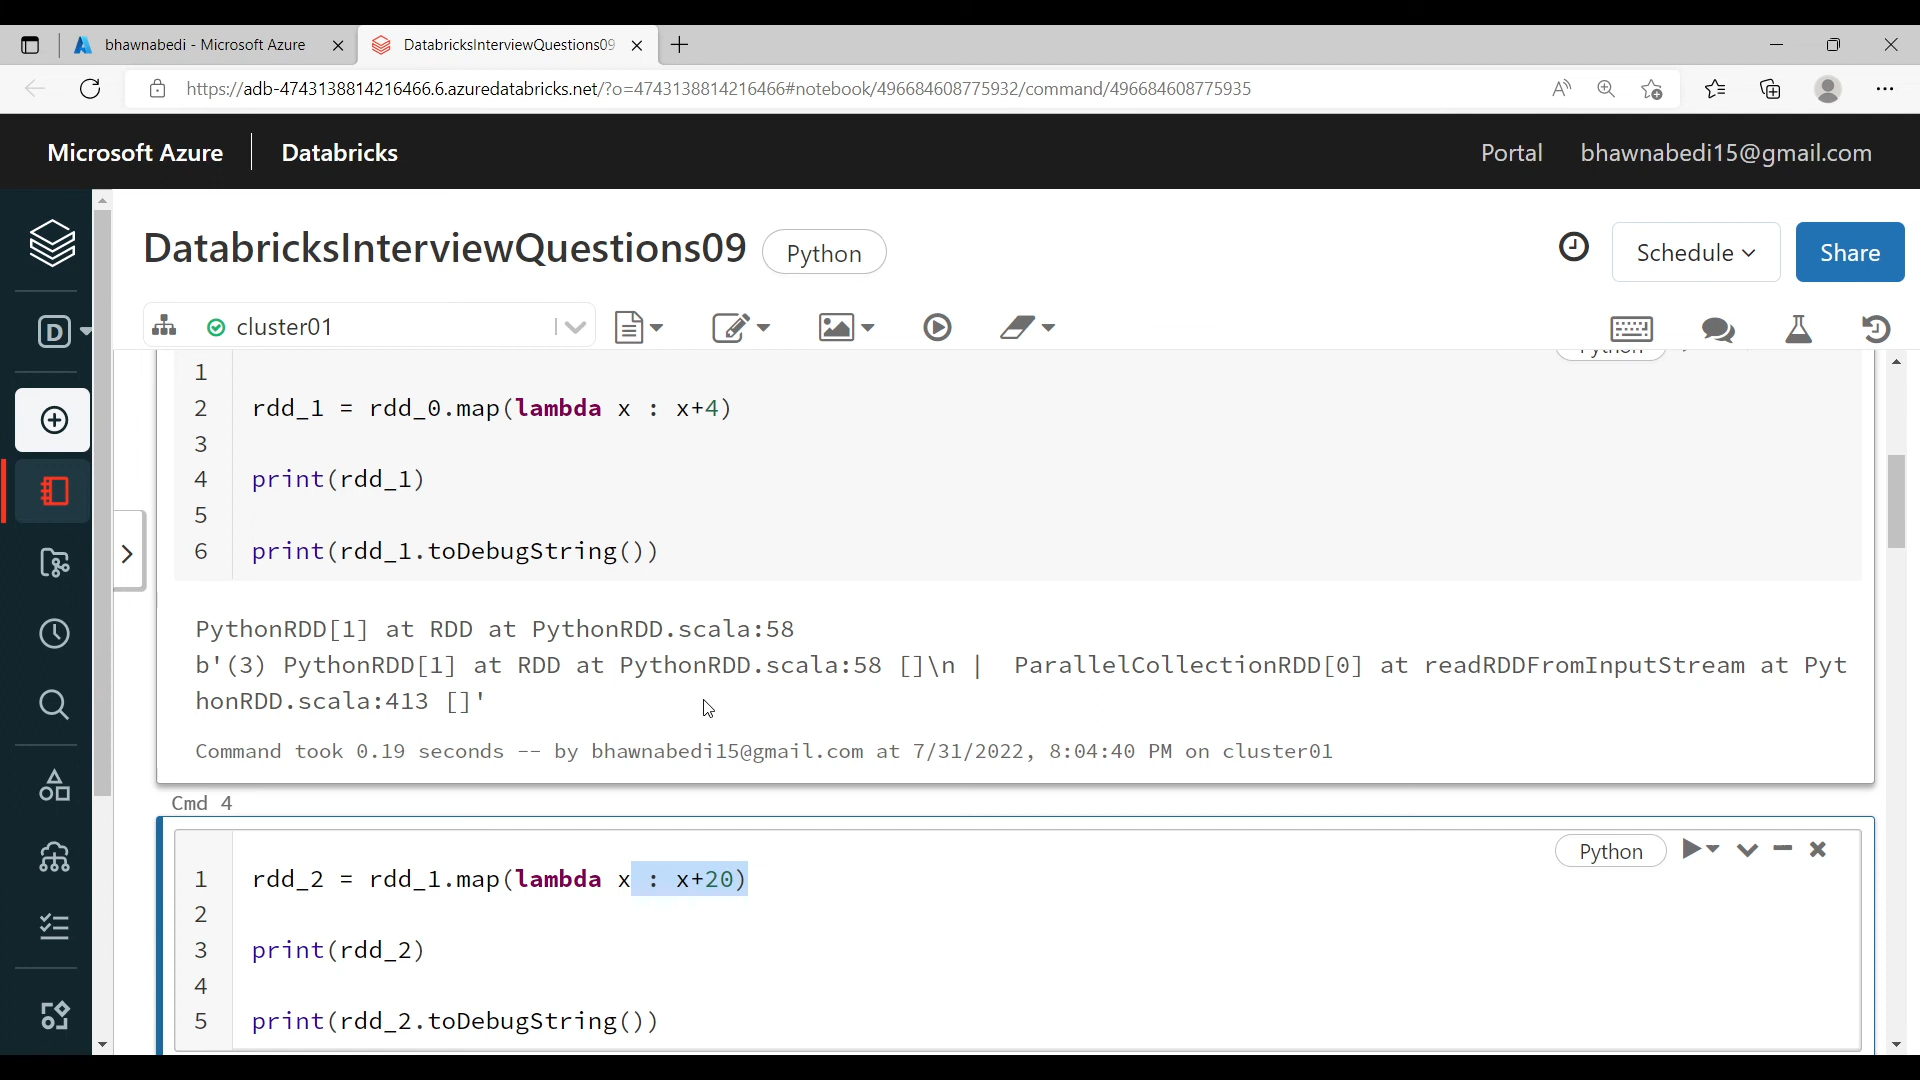 bhawnabedi - Microsoft Azure
DatabricksInterviewQuestions09
https://adb-4743138814216466.6.azuredatabricks.net/?o=4743138814216466#notebook/496684608775932/command/496684608775935
Microsoft Azure
Databricks
Portal
bhawnabedi15@gmail.com
DatabricksInterviewQuestions09
Python
Schedule
Share
D
cluster01
1
2 rdd_1 = rdd_0.map(lambda x : x+4)
3
4 print(rdd_1)
5
6 print(rdd_1.toDebugString())
PythonRDD[1] at RDD at PythonRDD.scala:58
b'(3) PythonRDD[1] at RDD at PythonRDD.scala:58 []\n |  ParallelCollectionRDD[0] at readRDDFromInputStream at Pyt
honRDD.scala:413 []'
Command took 0.19 seconds -- by bhawnabedi15@gmail.com at 7/31/2022, 8:04:40 PM on cluster01
Cmd 4
Python
1 rdd_2 = rdd_1.map(lambda x : x+20)
2
3 print(rdd_2)
4
5 print(rdd_2.toDebugString())